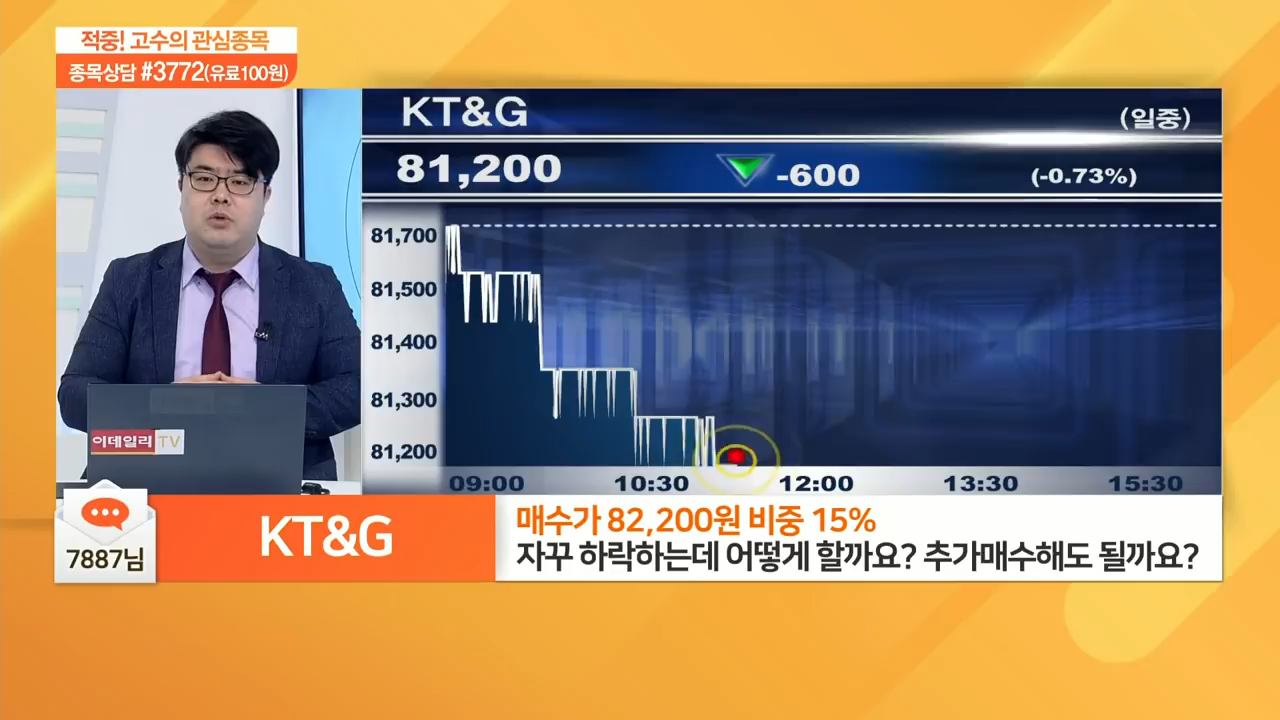 적중! 고수의 관심종목
종목상담 #3772(유료100원)
KT&G
(일중)
81,200
-600
(-0.73%)
81,700
81,500
81,400
81,300
81,200
09:00
10:30
12:00
13:30
15:30
이데일리 TV
7887님
KT&G
매수가 82,200원 비중 15%
자꾸 하락하는데 어떻게 할까요? 추가매수해도 될까요?